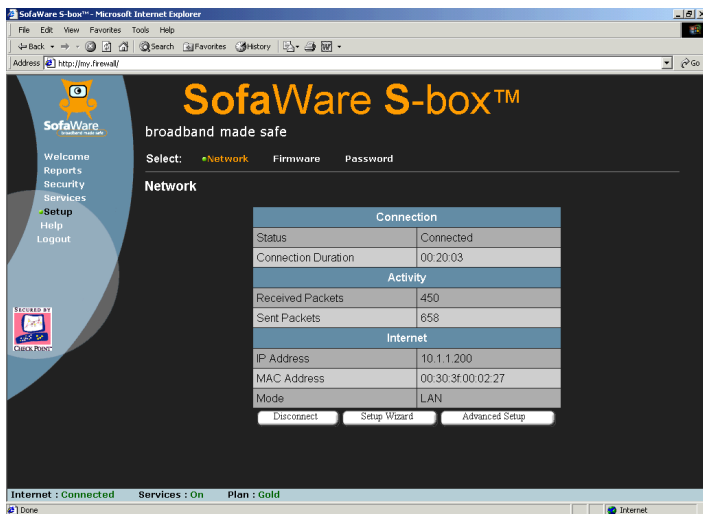 SofaWare S-box™ - Microsoft Internet Explorer
File Edit View Favorites Tools Help
Back Search Favorites History
Address http://my.firewall/ Go
SofaWare
broadband made safe
SofaWare S-box™
broadband made safe
Select: Network Firmware Password
Network
Welcome
Reports
Security
Services
Setup
Help
Logout
Connection
Status Connected
Connection Duration 00:20:03
Activity
Received Packets 450
Sent Packets 658
Internet
IP Address 10.1.1.200
MAC Address 00:30:3f:00:02:27
Mode LAN
Disconnect Setup Wizard Advanced Setup
SECURED BY
CHECK POINT
Internet : Connected Services : On Plan : Gold
Done Internet